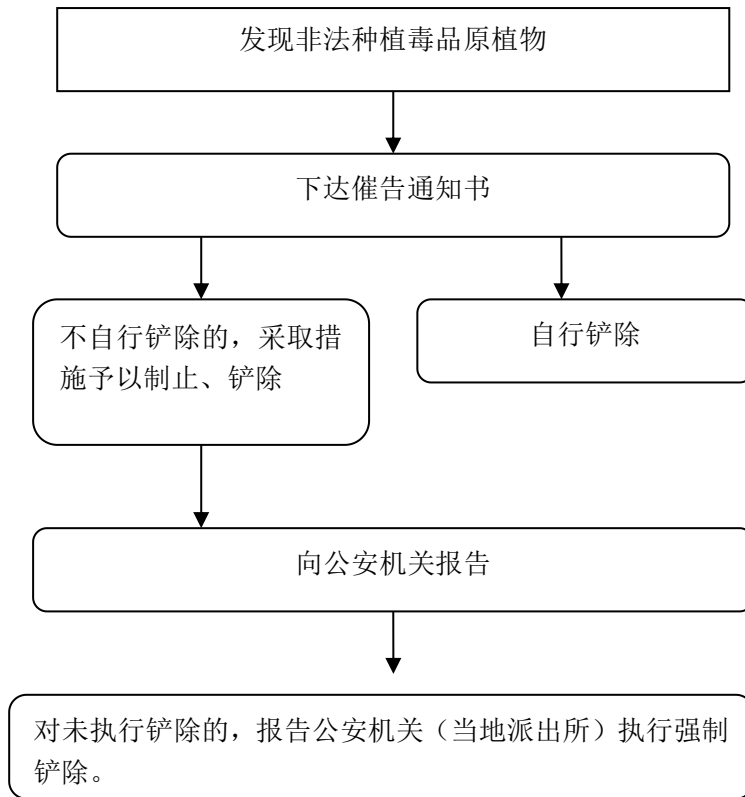 发现非法种植毒品原植物
下达催告通知书
不自行铲除的，采取措
施予以制止、铲除
自行铲除
向公安机关报告
对未执行铲除的，报告公安机关（当地派出所）执行强制
铲除。